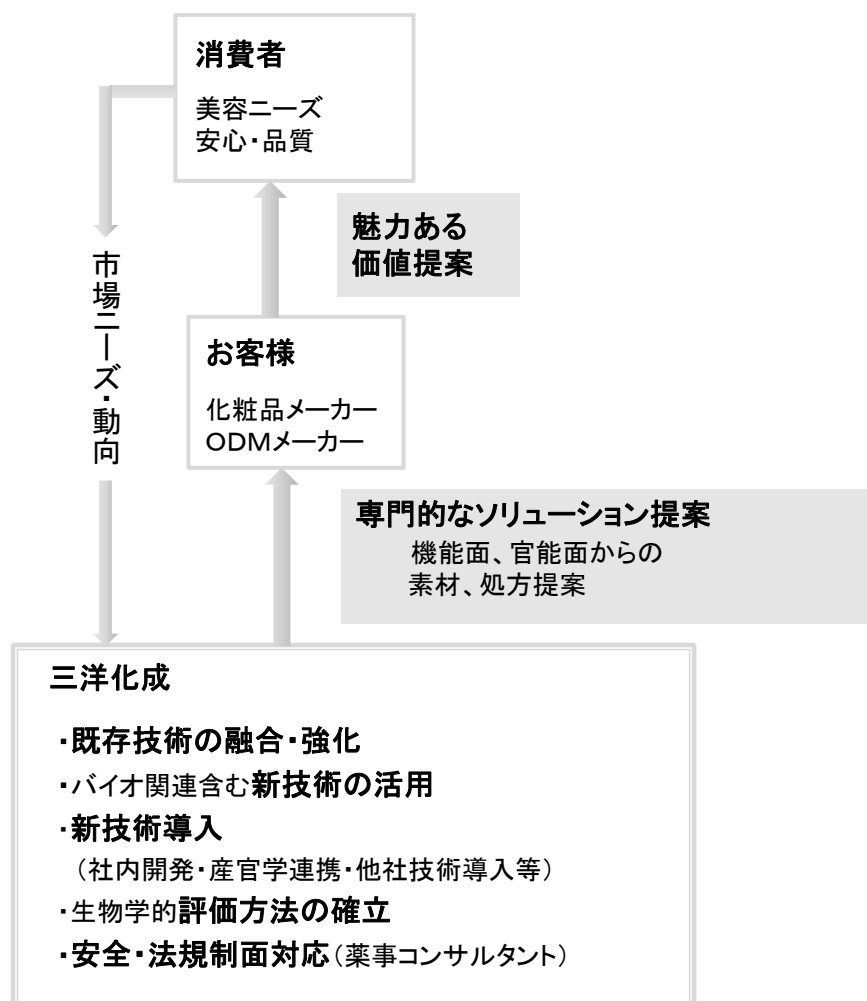 消費者
美容ニーズ
安心・品質
魅力ある
価値提案
市場ニーズ・動向
お客様
化粧品メーカー
ODMメーカー
専門的なソリューション提案
機能面、官能面からの
素材、処方提案
三洋化成
・既存技術の融合・強化
・バイオ関連含む新技術の活用
・新技術導入
（社内開発・産官学連携・他社技術導入等）
・生物学的評価方法の確立
・安全・法規制面対応（薬事コンサルタント）